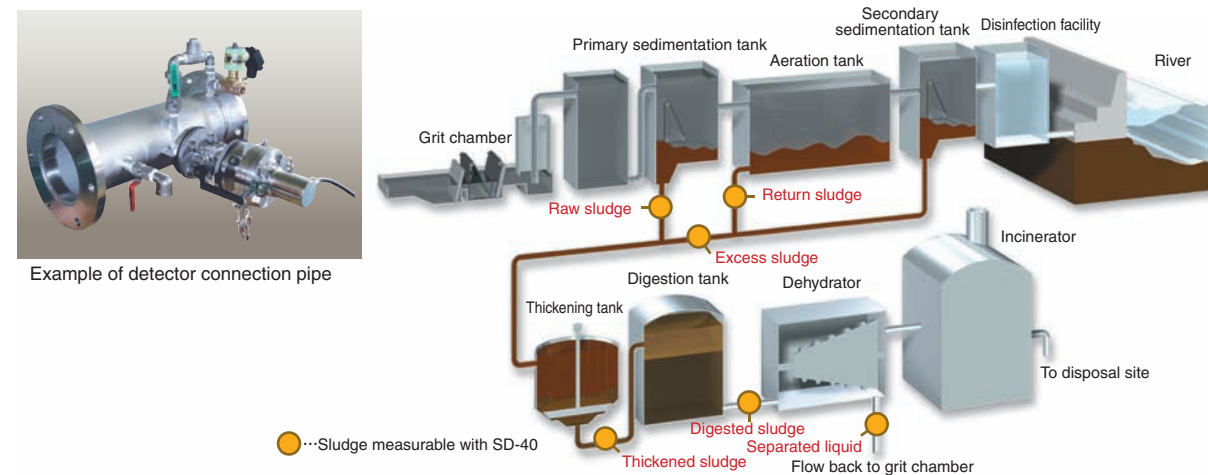 Example of detector connection pipe
Grit chamber
Primary sedimentation tank
Aeration tank
Secondary
sedimentation tank
Disinfection facility
River
Raw sludge
Return sludge
Excess sludge
Thickening tank
Digestion tank
Dehydrator
Incinerator
To disposal site
Digested sludge
Separated liquid
Thickened sludge
Flow back to grit chamber
···Sludge measurable with SD-40